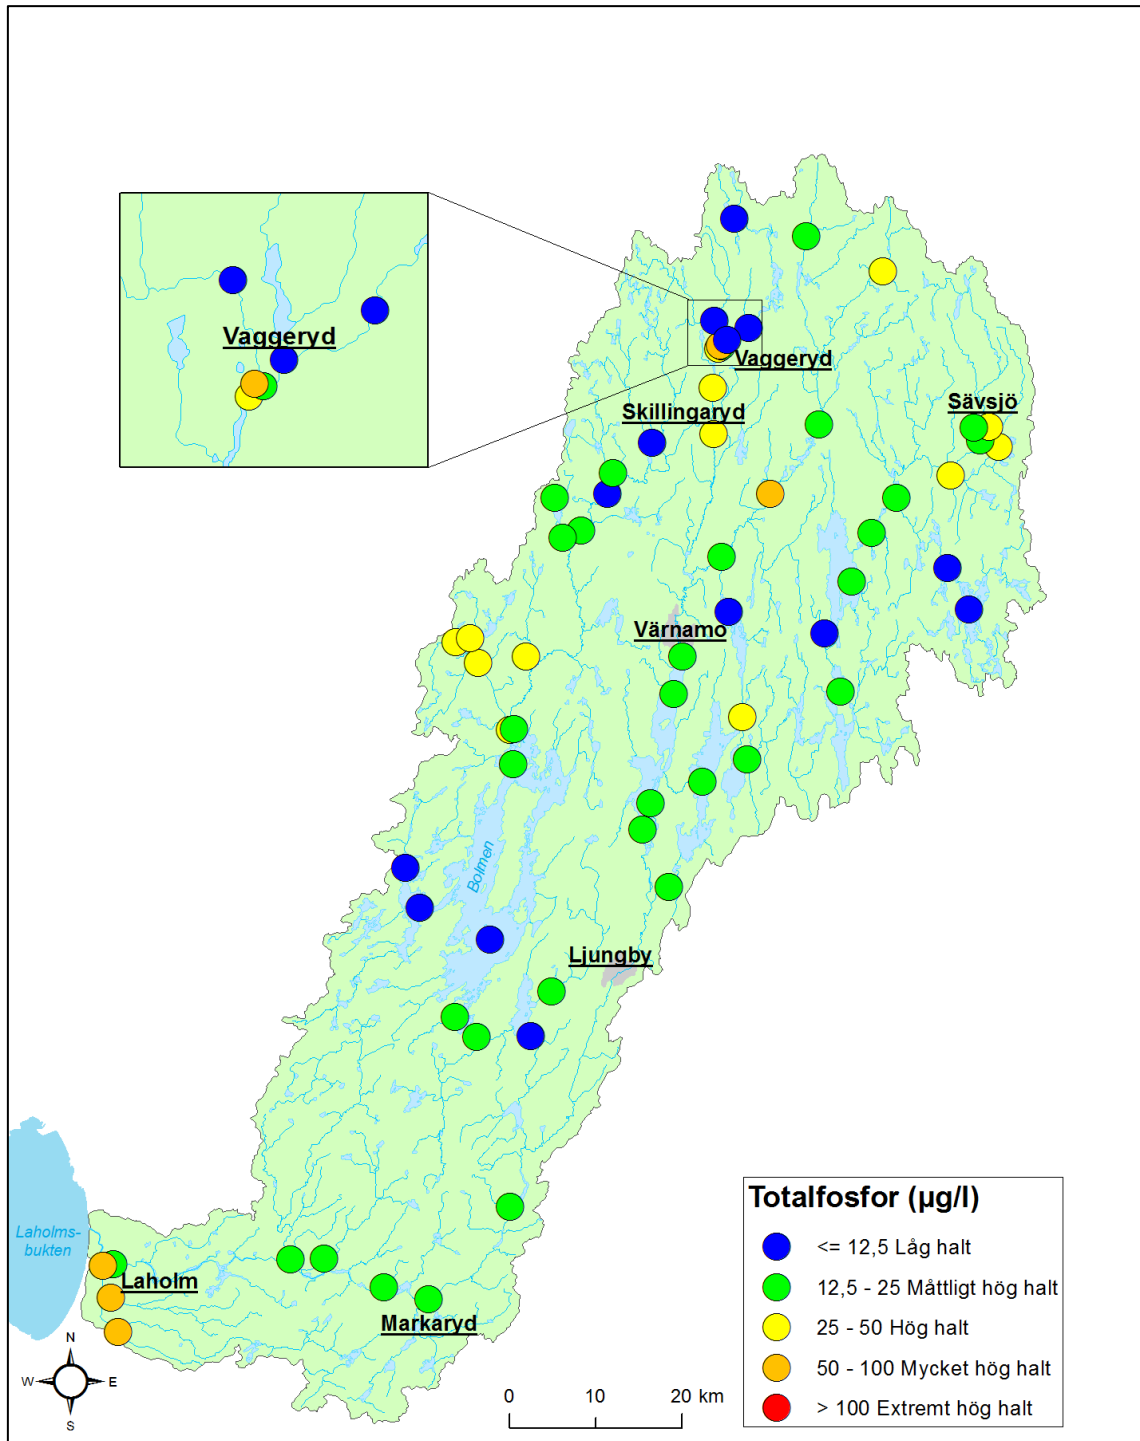 Vaggeryd
Vaggeryd
Skillingaryd
Sävsjö
Värnamo
Bolmen
Ljungby
Laholms-
bukten
Laholm
Markaryd
N
W
E
S
0 10 20 km
Totalfosfor (µg/l)
<= 12,5 Låg halt
12,5 - 25 Måttligt hög halt
25 - 50 Hög halt
50 - 100 Mycket hög halt
> 100 Extremt hög halt